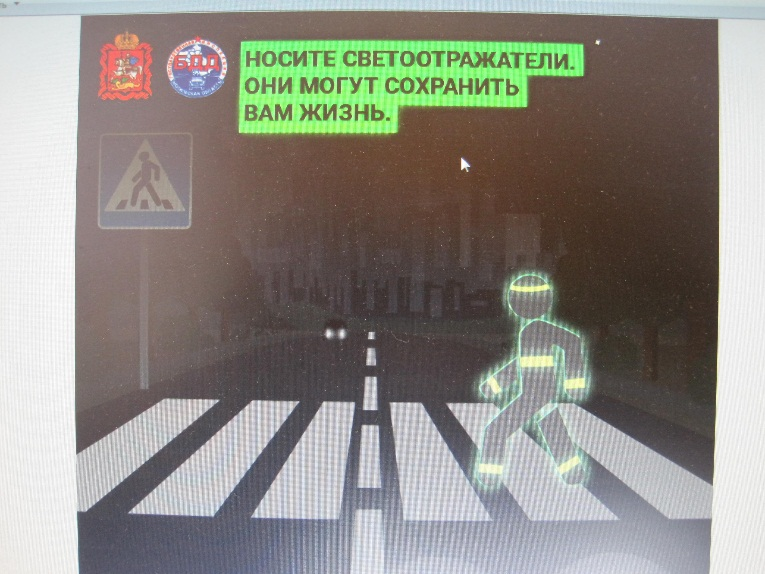 НОСИТЕ СВЕТООТРАЖАТЕЛИ.
ОНИ МОГУТ СОХРАНИТЬ
ВАМ ЖИЗНЬ.
БДД